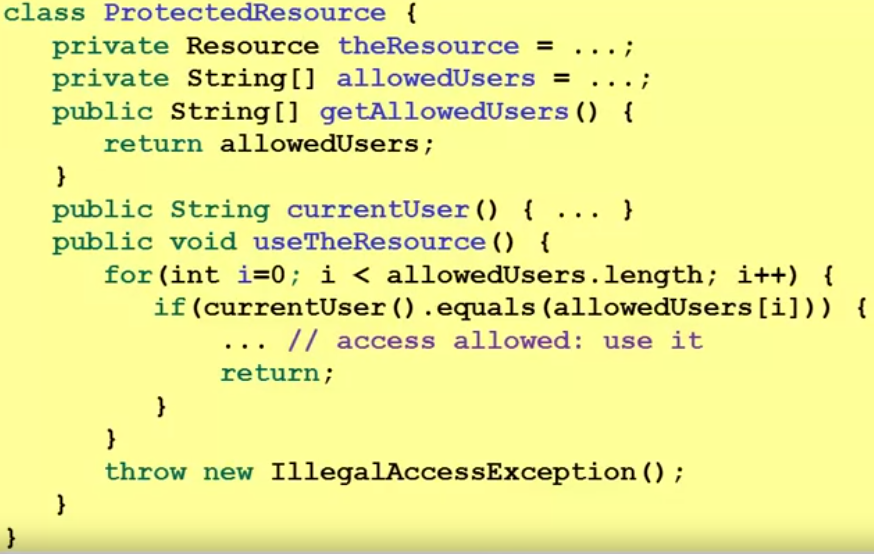 class ProtectedResource {
private Resource theResource = ...;
private String[] allowedUsers = ...;
public String[] getAllowedUsers() {
return allowedUsers;
}
public String currentUser() { ... }
public void useTheResource() {
for(int i=0; i < allowedUsers.length; i++) {
if(currentUser().equals(allowedUsers[i])) {
... // access allowed: use it
return;
}
}
throw new IllegalAccessException();
}
}